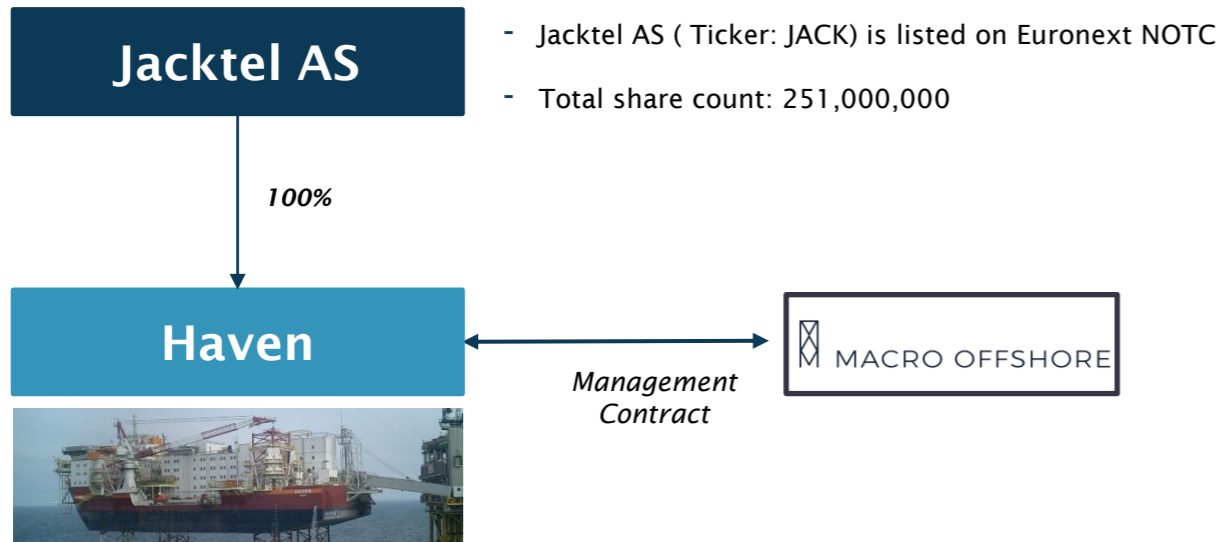 Jacktel AS
- Jacktel AS ( Ticker: JACK) is listed on Euronext NOTC
- Total share count: 251,000,000
100%
Haven
Management
Contract
MACRO OFFSHORE